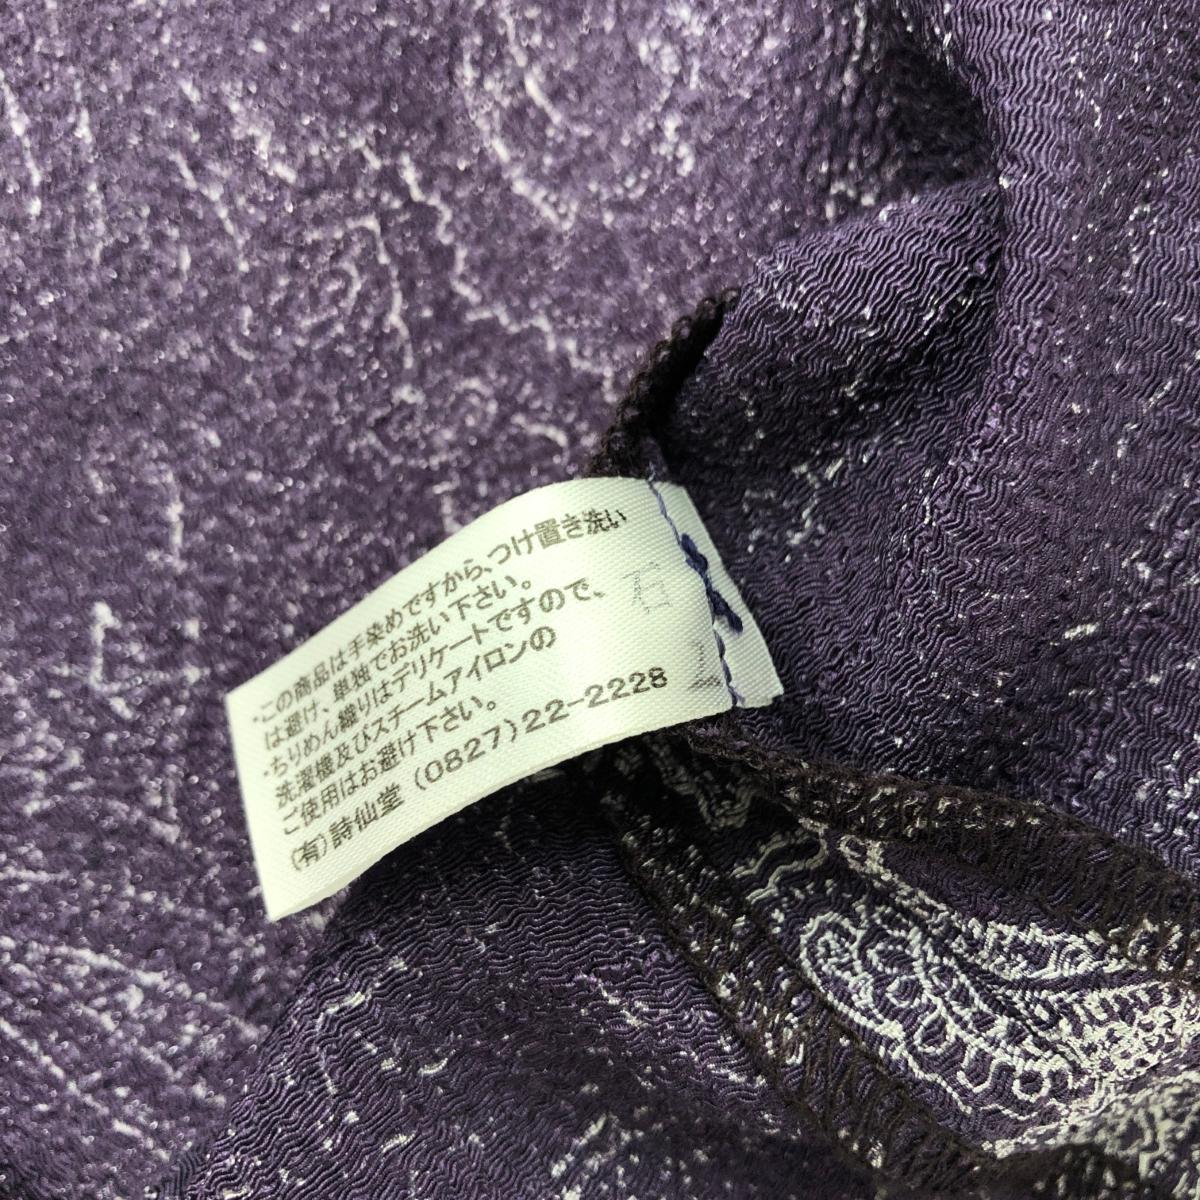 ・この商品は手染めですから、つけ置き洗い
は避け、単独でお洗い下さい。
・ちりめん織りはデリケートですので、
洗濯機及びスチームアイロンの
ご使用はお避け下さい。
(有)詩仙堂 (0827)22-2228